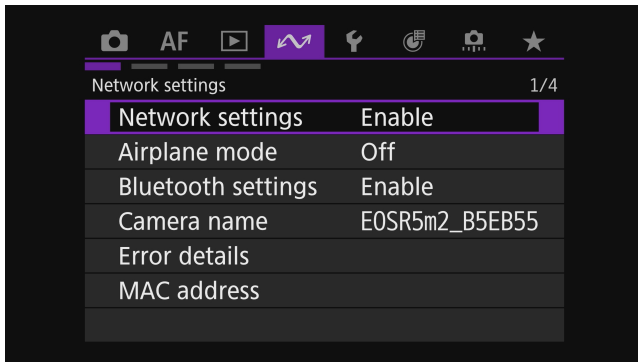 AF
Network settings 1/4
Network settings Enable
Airplane mode Off
Bluetooth settings Enable
Camera name EOSR5m2_B5EB55
Error details
MAC address